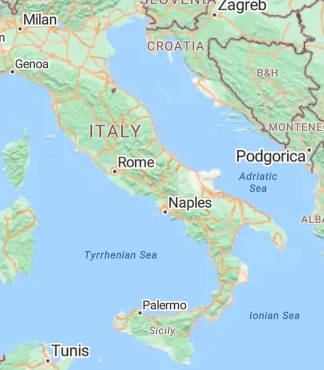 SLOVENIA
Zagreb
Milan
CROATIA
Genoa
B&H
ITALY
MONTENE
Podgorica
Rome
Adriatic
Sea
Naples
ALBA
Tyrrhenian Sea
Palermo
Ionian Sea
Sicily
Tunis